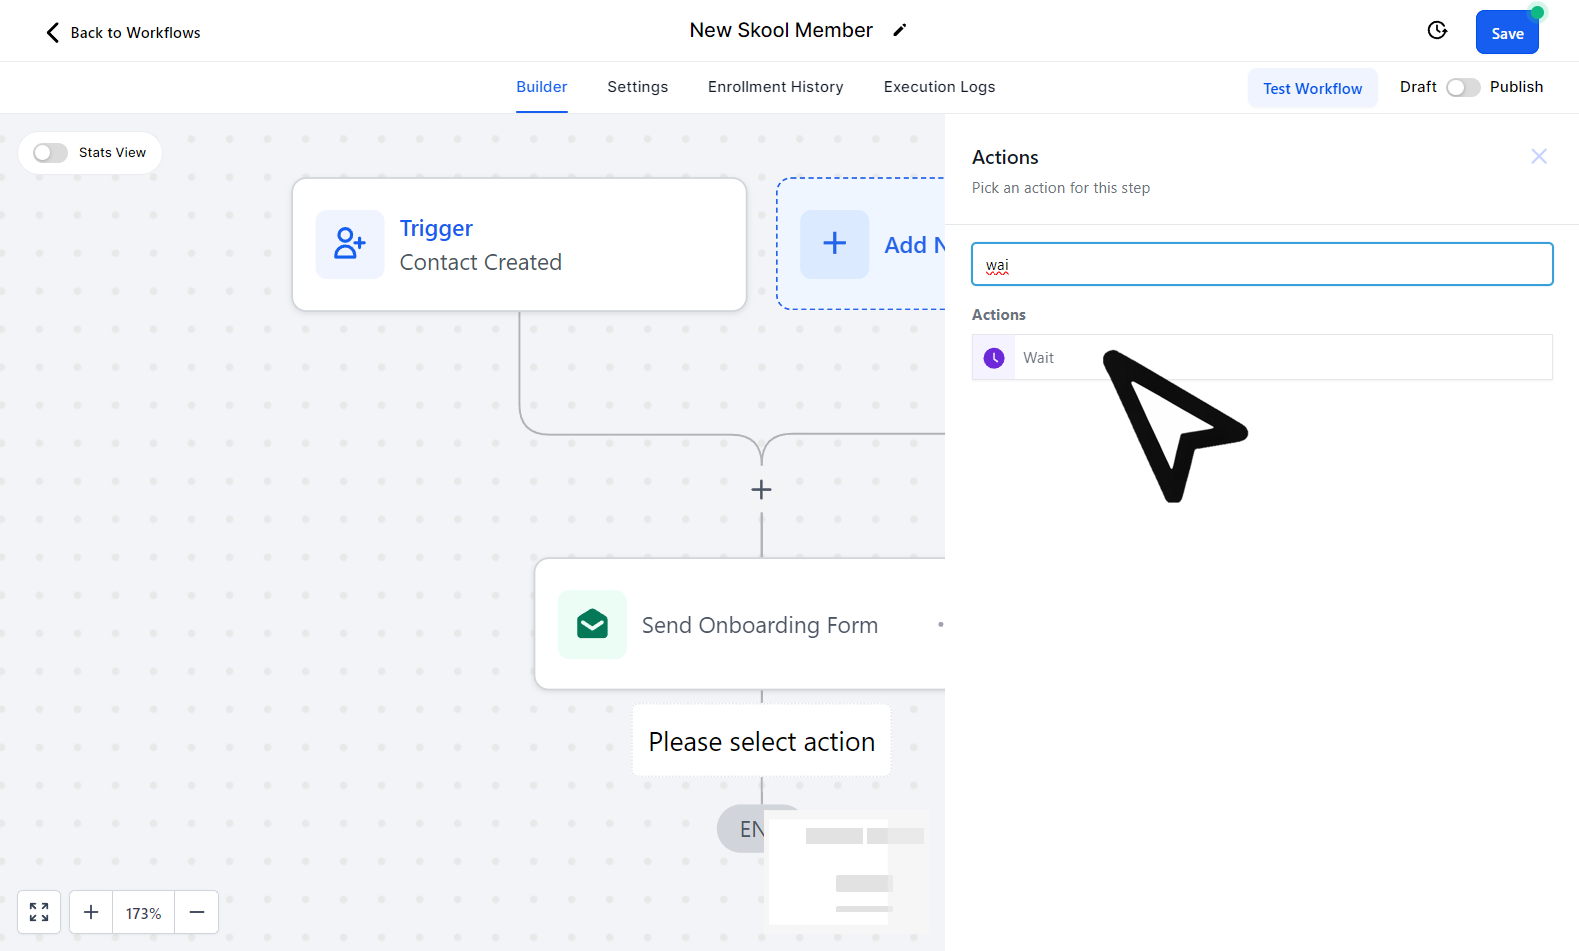 Back to Workflows
New Skool Member
Save
Builder
Settings
Enrollment History
Execution Logs
Test Workflow
Draft
Publish
Stats View
Trigger
Contact Created
Add N
Actions
Pick an action for this step
wai
Actions
Wait
Send Onboarding Form
Please select action
EN
173%